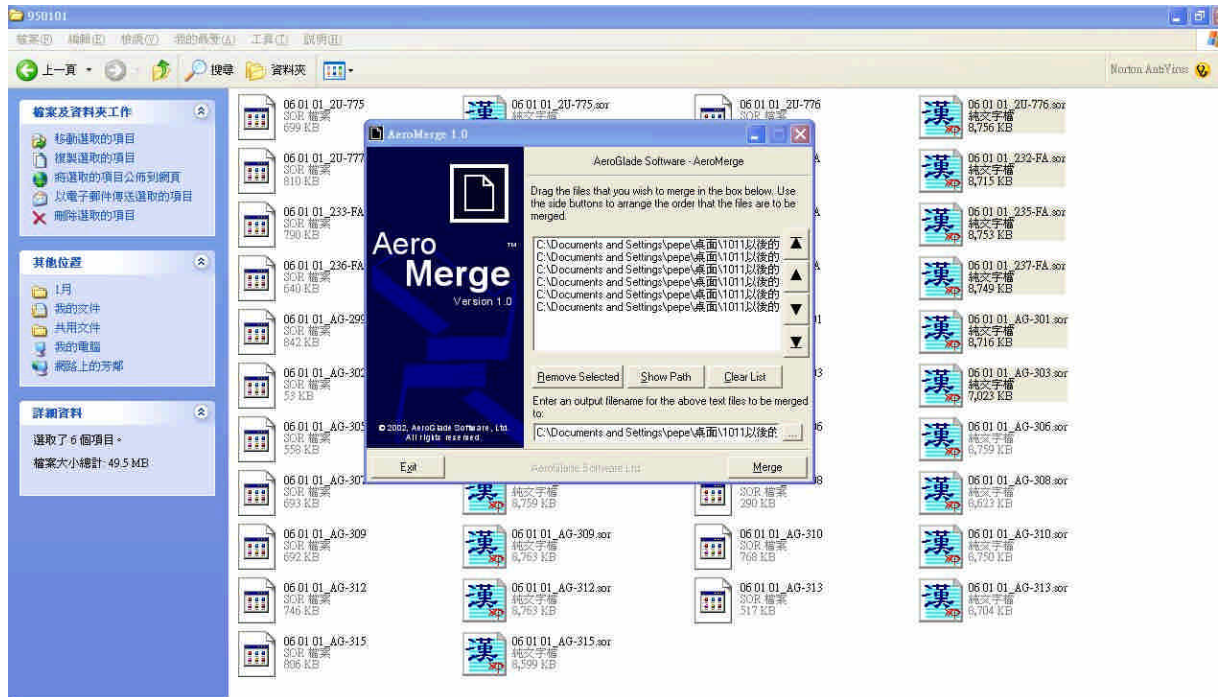 950101
檔案(F) 編輯(E) 檢視(V) 我的最愛(A) 工具(T) 說明(H)
上一頁 搜尋 資料夾
Norton AntiVirus
檔案及資料夾工作
移動選取的項目
複製選取的項目
將選取的項目公佈到網頁
以電子郵件傳送選取的項目
刪除選取的項目
其他位置
1月
我的文件
共用文件
我的電腦
網路上的芳鄰
詳細資料
選取了 6 個項目。
檔案大小總計: 49.5 MB
06 01 01_2U-775
SOR 檔案
699 KB
06 01 01_2U-775.sor
06 01 01_2U-776
SOR 檔案
06 01 01_2U-776.sor
純文字檔
8,756 KB
06 01 01_2U-777
SOR 檔案
810 KB
06 01 01_232-FA.sor
純文字檔
8,715 KB
06 01 01_233-FA
SOR 檔案
790 KB
06 01 01_235-FA.sor
純文字檔
8,753 KB
06 01 01_236-FA
SOR 檔案
640 KB
06 01 01_237-FA.sor
純文字檔
8,749 KB
06 01 01_AG-299
SOR 檔案
842 KB
06 01 01_AG-301.sor
純文字檔
8,716 KB
06 01 01_AG-302
SOR 檔案
53 KB
06 01 01_AG-303.sor
純文字檔
7,023 KB
06 01 01_AG-305
SOR 檔案
558 KB
06 01 01_AG-306.sor
純文字檔
8,759 KB
06 01 01_AG-307
SOR 檔案
693 KB
純文字檔
8,759 KB
SOR 檔案
290 KB
06 01 01_AG-308.sor
純文字檔
8,623 KB
06 01 01_AG-309
SOR 檔案
692 KB
06 01 01_AG-309.sor
純文字檔
8,763 KB
06 01 01_AG-310
SOR 檔案
768 KB
06 01 01_AG-310.sor
純文字檔
8,750 KB
06 01 01_AG-312
SOR 檔案
746 KB
06 01 01_AG-312.sor
純文字檔
8,763 KB
06 01 01_AG-313
SOR 檔案
517 KB
06 01 01_AG-313.sor
純文字檔
8,704 KB
06 01 01_AG-315
SOR 檔案
806 KB
06 01 01_AG-315.sor
純文字檔
8,599 KB
AeroMerge 1.0
Aero ™
Merge
Version 1.0
© 2002, AeroGlade Software, Ltd.
All rights reserved.
AeroGlade Software - AeroMerge
Drag the files that you wish to merge in the box below. Use
the side buttons to arrange the order that the files are to be
merged.
C:\Documents and Settings\pepe\桌面\1011以後的
C:\Documents and Settings\pepe\桌面\1011以後的
C:\Documents and Settings\pepe\桌面\1011以後的
C:\Documents and Settings\pepe\桌面\1011以後的
C:\Documents and Settings\pepe\桌面\1011以後的
C:\Documents and Settings\pepe\桌面\1011以後的
Remove Selected Show Path Clear List
Enter an output filename for the above text files to be merged
to:
C:\Documents and Settings\pepe\桌面\1011以後的 ...
Exit AeroGlade Software Ltd. Merge